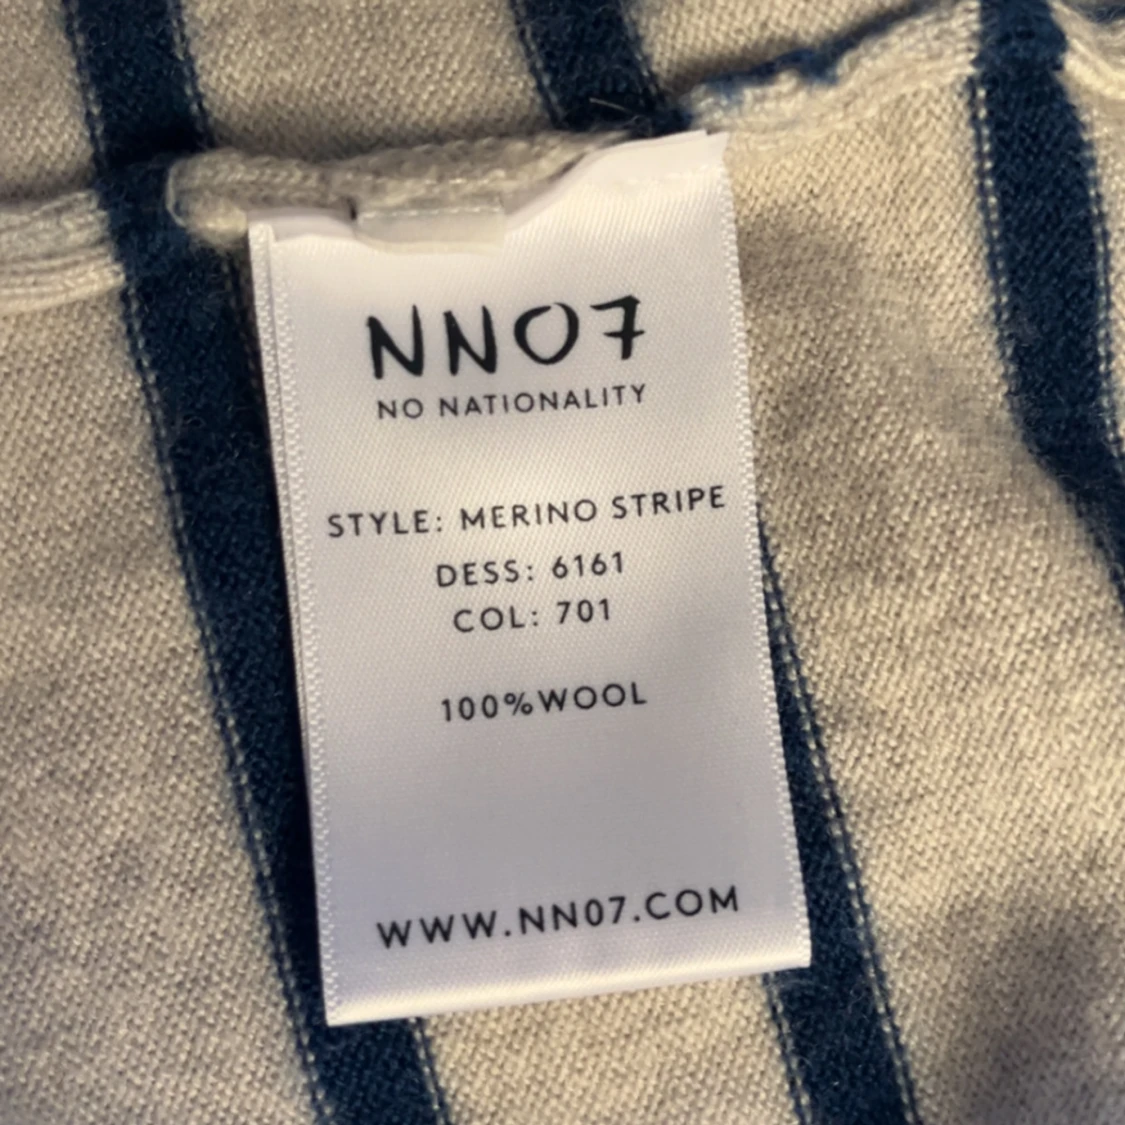 NN07
NO NATIONALITY
STYLE: MERINO STRIPE
DESS: 6161
COL: 701
100%WOOL
WWW.NN07.COM